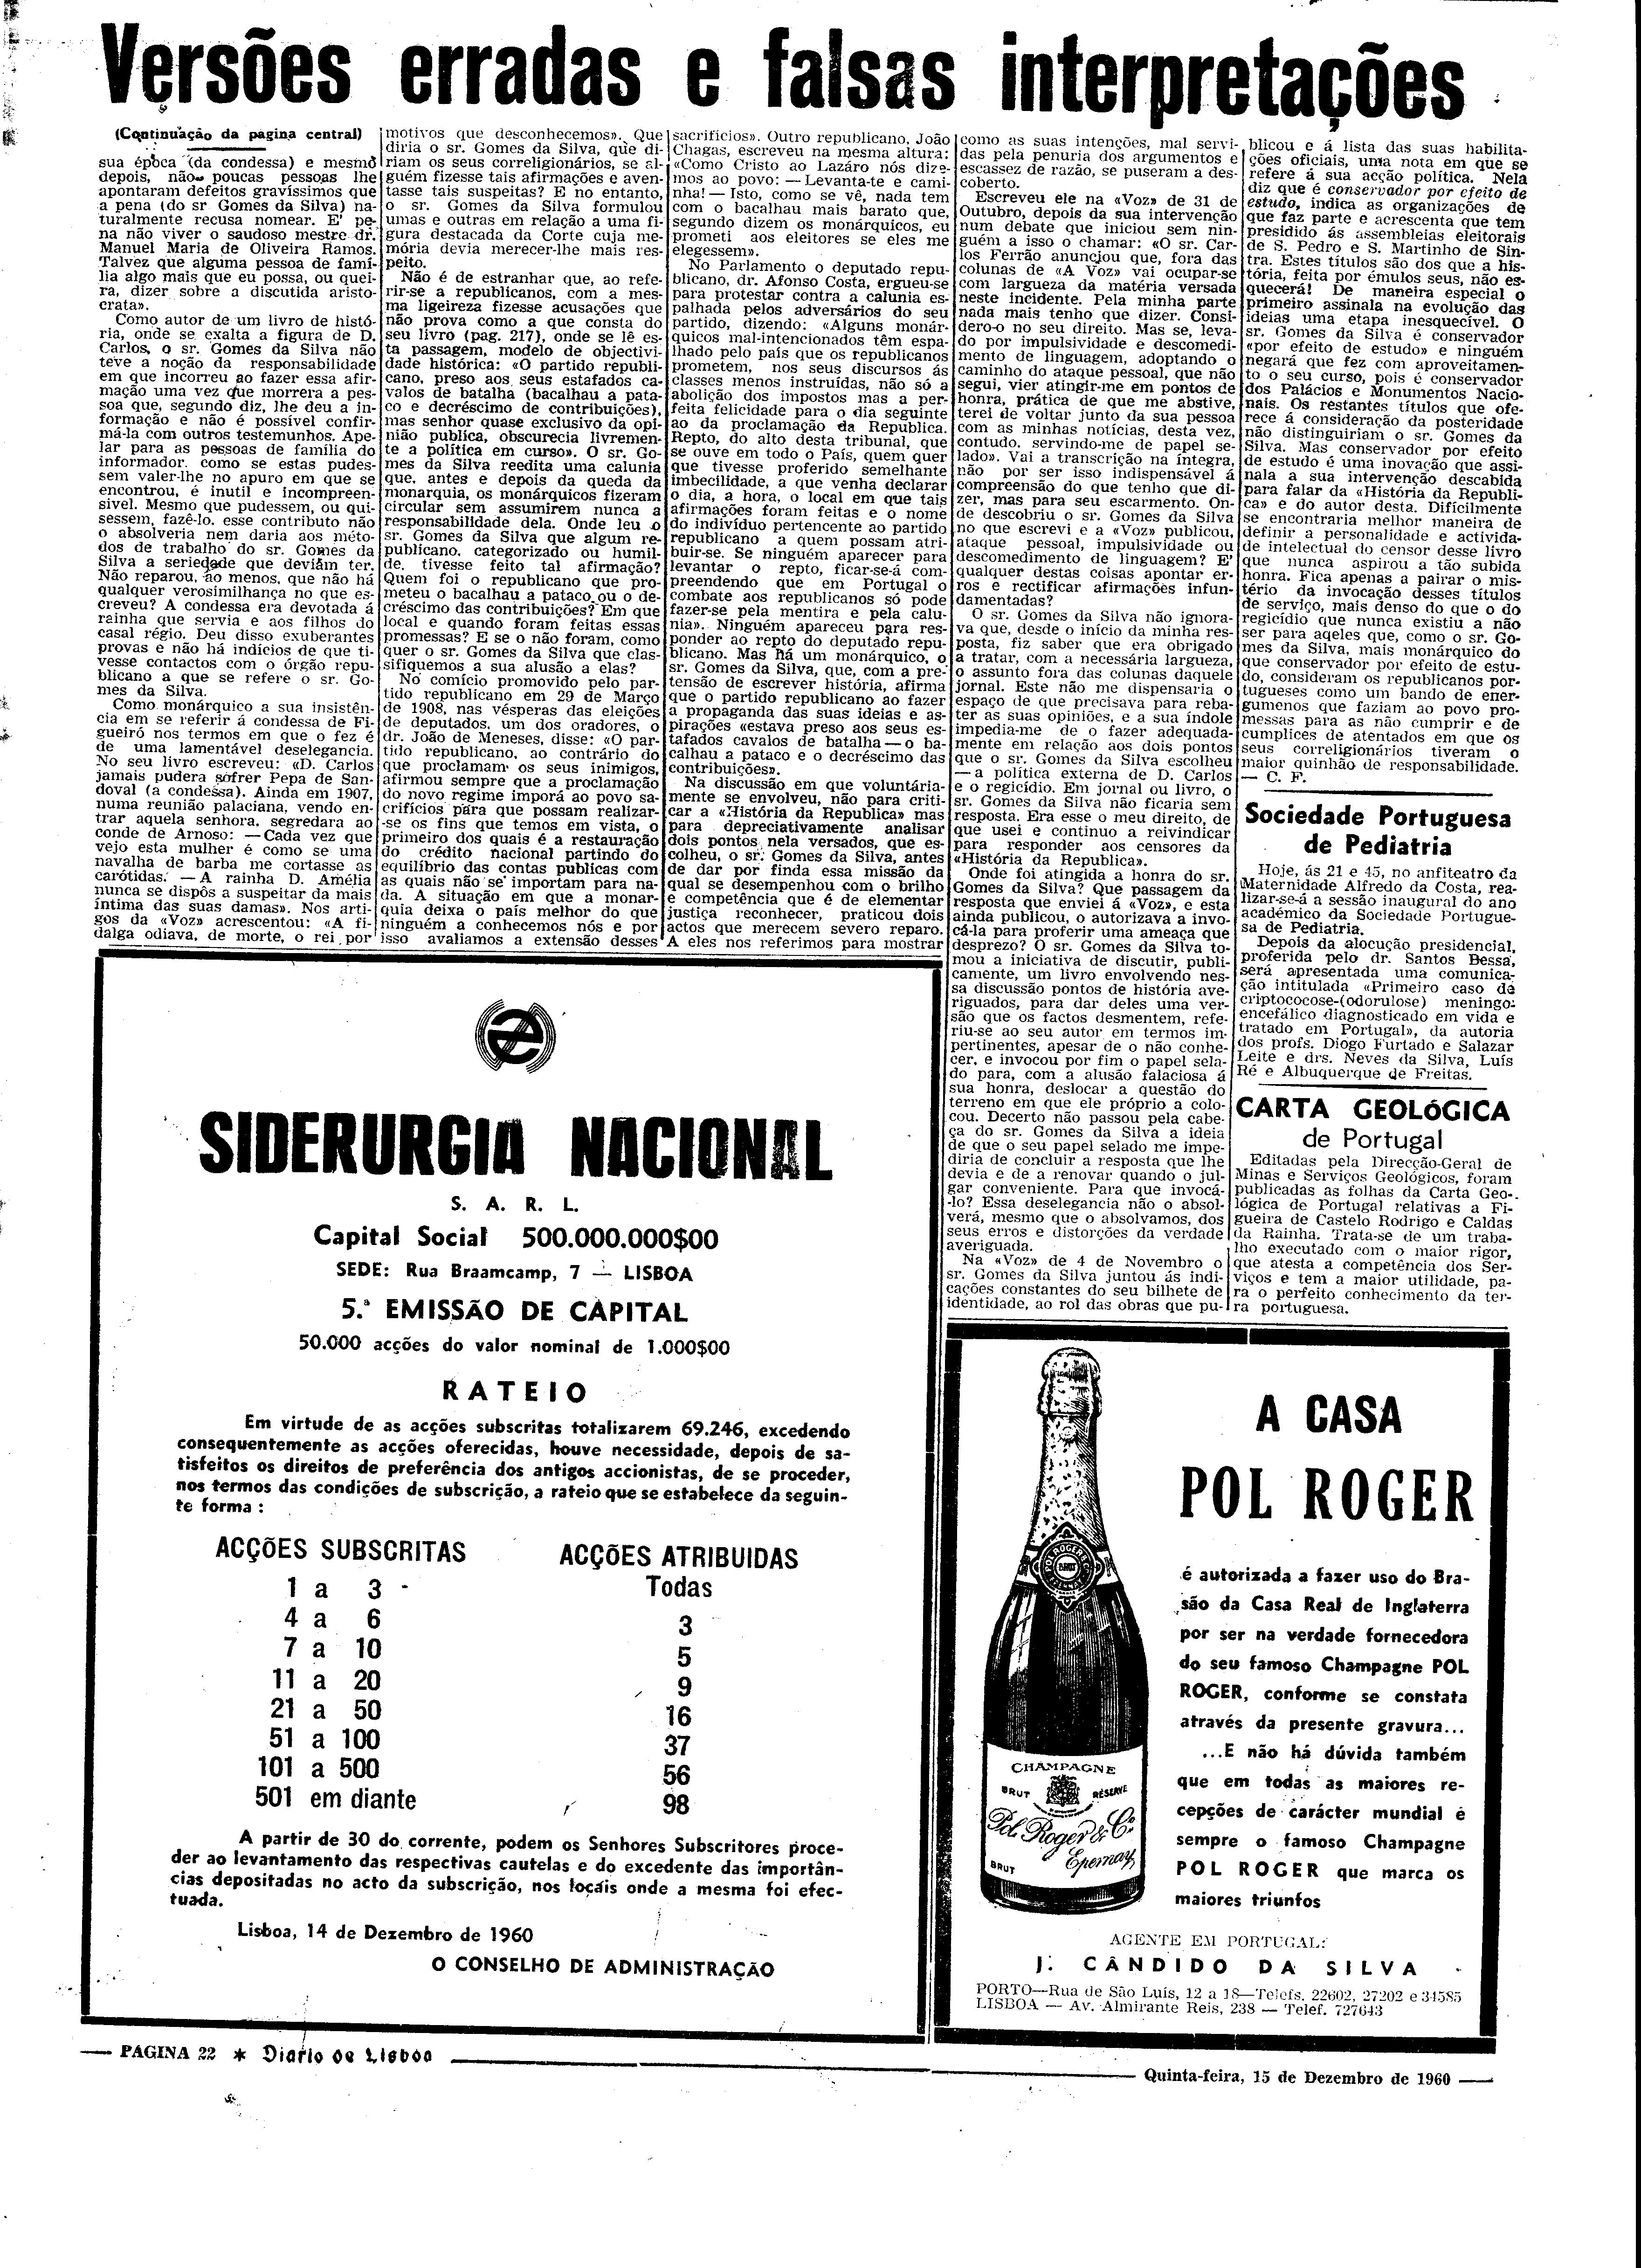 Versões erradas e falsas interpretações
(Continuação da pagina central)
sua época (da condessa) e mesmo
depois, não poucas pessoas lhe
apontaram defeitos gravíssimos que
a pena (do sr Gomes da Silva) na-
turalmente recusa nomear. E' pe-
na não viver o saudoso mestre dr.
Manuel Maria de Oliveira Ramos.
Talvez que alguma pessoa de famí-
lia algo mais que eu possa, ou quei-
ra, dizer sobre a discutida aristo-
crata».
Como autor de um livro de histó-
ria, onde se exalta a figura de D.
Carlos, o sr. Gomes da Silva não
teve a noção da responsabilidade
em que incorreu ao fazer essa afir-
mação uma vez que morrera a pes-
soa que, segundo diz, lhe deu a in-
formação e não é possível confir-
má-la com outros testemunhos. Ape-
lar para as pessoas de família do
informador. como se estas pudes-
sem valer-lhe no apuro em que se
encontrou, é inutil e incompreen-
sivel. Mesmo que pudessem, ou qui-
sessem, fazê-lo. esse contributo não
o absolveria nem daria aos méto-
dos de trabalho do sr. Gomes da
Silva a seriedade que deviam ter.
Não reparou, ao menos, que não há
qualquer verosimilhança no que es-
creveu? A condessa era devotada á
rainha que servia e aos filhos do
casal régio. Deu disso exuberantes
provas e não há indícios de que ti-
vesse contactos com o órgão repu-
blicano a que se refere o sr. Go-
mes da Silva.
Como monárquico a sua insistên-
cia em se referir á condessa de Fi-
gueiró nos termos em que o fez é
de uma lamentável deselegancia.
No seu livro escreveu: «D. Carlos
jamais pudera sofrer Pepa de San-
doval (a condessa). Ainda em 1907,
numa reunião palaciana, vendo en-
trar aquela senhora, segredara ao
conde de Arnoso: —Cada vez que
vejo esta mulher é como se uma
navalha de barba me cortasse as
carótidas. — A rainha D. Amélia
nunca se dispôs a suspeitar da mais
íntima das suas damas». Nos arti-
gos da «Voz» acrescentou: «A fi-
dalga odiava, de morte, o rei por
motivos que desconhecemos». Que
diria o sr. Gomes da Silva, que di-
riam os seus correligionários, se al-
guém fizesse tais afirmações e aven-
tasse tais suspeitas? E no entanto,
o sr. Gomes da Silva formulou
umas e outras em relação a uma fi-
gura destacada da Corte cuja me-
mória devia merecer-lhe mais res-
peito.
Não é de estranhar que, ao refe-
rir-se a republicanos, com a mes-
ma ligeireza fizesse acusações que
não prova como a que consta do
seu livro (pag. 217), onde se lê es-
ta passagem, modelo de objectivi-
dade histórica: «O partido republi-
cano, preso aos seus estafados ca-
valos de batalha (bacalhau a pata-
co e decréscimo de contribuições),
mas senhor quase exclusivo da opi-
nião publica, obscurecia livremen-
te a política em curso». O sr. Go-
mes da Silva reedita uma calunia
que, antes e depois da queda da
monarquia, os monárquicos fizeram
circular sem assumirem nunca a
responsabilidade dela. Onde leu o
sr. Gomes da Silva que algum re-
publicano. categorizado ou humil-
de, tivesse feito tal afirmação?
Quem foi o republicano que pro-
meteu o bacalhau a pataco ou o de-
créscimo das contribuições? Em que
local e quando foram feitas essas
promessas? E se o não foram, como
quer o sr. Gomes da Silva que clas-
sifiquemos a sua alusão a elas?
No comício promovido pelo par-
tido republicano em 29 de Março
de 1908, nas vésperas das eleições
de deputados, um dos oradores, o
dr. João de Meneses, disse: «O par-
tido republicano, ao contrário do
que proclamam os seus inimigos,
afirmou sempre que a proclamação
do novo regime imporá ao povo sa-
crifícios para que possam realizar-
-se os fins que temos em vista, o
primeiro dos quais é a restauração
do crédito nacional partindo do
equilíbrio das contas publicas com
as quais não se importam para na-
da. A situação em que a monar-
quia deixa o país melhor do que
ninguém a conhecemos nós e por
isso avaliamos a extensão desses
sacrificios». Outro republicano, João
Chagas, escreveu na mesma altura:
«Como Cristo ao Lazáro nós dize-
mos ao povo: — Levanta-te e cami-
nha! — Isto, como se vê, nada tem
com o bacalhau mais barato que,
segundo dizem os monárquicos, eu
prometi aos eleitores se eles me
elegessem».
No Parlamento o deputado repu-
blicano, dr. Afonso Costa, ergueu-se
para protestar contra a calunia es-
palhada pelos adversários do seu
partido, dizendo: «Alguns monár-
quicos mal-intencionados têm espa-
lhado pelo país que os republicanos
prometem, nos seus discursos ás
classes menos instruídas, não só a
abolição dos impostos mas a per-
feita felicidade para o dia seguinte
ao da proclamação da Republica.
Repto, do alto desta tribunal, que
se ouve em todo o País, quem quer
que tivesse proferido semelhante
imbecilidade, a que venha declarar
o dia, a hora, o local em que tais
afirmações foram feitas e o nome
do indivíduo pertencente ao partido
republicano a quem possam atri-
buir-se. Se ninguém aparecer para
levantar o repto, ficar-se-á com-
preendendo que em Portugal o
combate aos republicanos só pode
fazer-se pela mentira e pela calu-
nia». Ninguém apareceu para res-
ponder ao repto do deputado repu-
blicano. Mas há um monárquico, o
sr. Gomes da Silva, que, com a pre-
tensão de escrever história, afirma
que o partido republicano ao fazer
a propaganda das suas ideias e as-
pirações «estava preso aos seus es-
tafados cavalos de batalha — o ba-
calhau a pataco e o decréscimo das
contribuições».
Na discussão em que voluntária-
mente se envolveu, não para criti-
car a «História da Republica» mas
para depreciativamente analisar
dois pontos nela versados, que es-
colheu, o sr. Gomes da Silva, antes
de dar por finda essa missão da
qual se desempenhou com o brilho
e competência que é de elementar
justiça reconhecer, praticou dois
actos que merecem severo reparo.
A eles nos referimos para mostrar
como as suas intenções, mal servi-
das pela penuria dos argumentos e
escassez de razão, se puseram a des-
coberto.
Escreveu ele na «Voz» de 31 de
Outubro, depois da sua intervenção
num debate que iniciou sem nin-
guém a isso o chamar: «O sr. Car-
los Ferrão anunciou que, fora das
colunas de «A Voz» vai ocupar-se
com largueza da matéria versada
neste incidente. Pela minha parte
nada mais tenho que dizer. Consi-
dero-o no seu direito. Mas se, leva-
do por impulsividade e descomedi-
mento de linguagem, adoptando o
caminho do ataque pessoal, que não
segui, vier atingir-me em pontos de
honra, prática de que me abstive,
terei de voltar junto da sua pessoa
com as minhas notícias, desta vez,
contudo, servindo-me de papel se-
lado». Vai a transcrição na íntegra,
não por ser isso indispensável á
compreensão do que tenho que di-
zer, mas para seu escarmento. On-
de descobriu o sr. Gomes da Silva
no que escrevi e a «Voz» publicou,
ataque pessoal, impulsividade ou
descomedimento de linguagem? E'
qualquer destas coisas apontar er-
ros e rectificar afirmações infun-
damentadas?
O sr. Gomes da Silva não ignora-
va que, desde o início da minha res-
posta, fiz saber que era obrigado
a tratar, com a necessária largueza,
o assunto fora das colunas daquele
jornal. Este não me dispensaria o
espaço de que precisava para reba-
ter as suas opiniões, e a sua índole
impedia-me de o fazer adequada-
mente em relação aos dois pontos
que o sr. Gomes da Silva escolheu
— a política externa de D. Carlos
e o regicídio. Em jornal ou livro, o
sr. Gomes da Silva não ficaria sem
resposta. Era esse o meu direito, de
que usei e continuo a reivindicar
para responder aos censores da
«História da Republica».
Onde foi atingida a honra do sr.
Gomes da Silva? Que passagem da
resposta que enviei á «Voz», e esta
ainda publicou, o autorizava a invo-
cá-la para proferir uma ameaça que
desprezo? O sr. Gomes da Silva to-
mou a iniciativa de discutir, publi-
camente, um livro envolvendo nes-
sa discussão pontos de história ave-
riguados, para dar deles uma ver-
são que os factos desmentem, refe-
riu-se ao seu autor em termos im-
pertinentes, apesar de o não conhe-
cer, e invocou por fim o papel sela-
do para, com a alusão falaciosa á
sua honra, deslocar a questão do
terreno em que ele próprio a colo-
cou. Decerto não passou pela cabe-
ça do sr. Gomes da Silva a ideia
de que o seu papel selado me impe-
diria de concluir a resposta que lhe
devia e de a renovar quando o jul-
gar conveniente. Para que invocá-
-lo? Essa deselegancia não o absol-
verá, mesmo que o absolvamos, dos
seus erros e distorções da verdade
averiguada.
Na «Voz» de 4 de Novembro o
sr. Gomes da Silva juntou ás indi-
cações constantes do seu bilhete de
identidade, ao rol das obras que pu-
blicou e á lista das suas habilita-
ções oficiais, uma nota em que se
refere á sua acção política. Nela
diz que é conservador por efeito de
estudo, indica as organizações de
que faz parte e acrescenta que tem
presidido ás assembleias eleitorais
de S. Pedro e S. Martinho de Sin-
tra. Estes títulos são dos que a his-
tória, feita por émulos seus, não es-
quecerá! De maneira especial o
primeiro assinala na evolução das
ideias uma etapa inesquecível. O
sr. Gomes da Silva é conservador
«por efeito de estudo» e ninguém
negará que fez com aproveitamen-
to o seu curso, pois é conservador
dos Palácios e Monumentos Nacio-
nais. Os restantes títulos que ofe-
rece á consideração da posteridade
não distinguiriam o sr. Gomes da
Silva. Mas conservador por efeito
de estudo é uma inovação que assi-
nala a sua intervenção descabida
para falar da «História da Republi-
ca» e do autor desta. Dificilmente
se encontraria melhor maneira de
definir a personalidade e activida-
de intelectual do censor desse livro
que nunca aspirou a tão subida
honra. Fica apenas a pairar o mis-
tério da invocação desses títulos
de serviço, mais denso do que o do
regicídio que nunca existiu a não
ser para aqeles que, como o sr. Go-
mes da Silva, mais monárquico do
que conservador por efeito de estu-
do, consideram os republicanos por-
tugueses como um bando de ener-
gumenos que faziam ao povo pro-
messas para as não cumprir e de
cumplices de atentados em que os
seus correligionários tiveram o
maior quinhão de responsabilidade.
— C. F.
Sociedade Portuguesa
de Pediatria
Hoje, ás 21 e 45, no anfiteatro da
Maternidade Alfredo da Costa, rea-
lizar-se-á a sessão inaugural do ano
académico da Sociedade Portugue-
sa de Pediatria.
Depois da alocução presidencial,
proferida pelo dr. Santos Bessa,
será apresentada uma comunica-
ção intitulada «Primeiro caso de
criptococose-(odorulose) meningo-
encefálico diagnosticado em vida e
tratado em Portugal», da autoria
dos profs. Diogo Furtado e Salazar
Leite e drs. Neves da Silva, Luís
Ré e Albuquerque de Freitas.
CARTA GEOLÓGICA
de Portugal
Editadas pela Direcção-Geral de
Minas e Serviços Geológicos, foram
publicadas as folhas da Carta Geo-
lógica de Portugal relativas a Fi-
gueira de Castelo Rodrigo e Caldas
da Rainha. Trata-se de um traba-
lho executado com o maior rigor,
que atesta a competência dos Ser-
viços e tem a maior utilidade, pa-
ra o perfeito conhecimento da ter-
ra portuguesa.
SIDERURGIA NACIONAL
S. A. R. L.
Capital Social 500.000.000$00
SEDE: Rua Braamcamp, 7 — LISBOA
5.ª EMISSÃO DE CAPITAL
50.000 acções do valor nominal de 1.000$00
RATEIO
Em virtude de as acções subscritas totalizarem 69.246, excedendo
consequentemente as acções oferecidas, houve necessidade, depois de sa-
tisfeitos os direitos de preferência dos antigos accionistas, de se proceder,
nos termos das condições de subscrição, a rateio que se estabelece da seguin-
te forma :
ACÇÕES SUBSCRITAS ACÇÕES ATRIBUIDAS
1 a 3 Todas
4 a 6 3
7 a 10 5
11 a 20 9
21 a 50 16
51 a 100 37
101 a 500 56
501 em diante 98
A partir de 30 do corrente, podem os Senhores Subscritores proce-
der ao levantamento das respectivas cautelas e do excedente das importân-
cias depositadas no acto da subscrição, nos locais onde a mesma foi efec-
tuada.
Lisboa, 14 de Dezembro de 1960
O CONSELHO DE ADMINISTRAÇÃO
A CASA
POL ROGER
é autorizada a fazer uso do Bra-
são da Casa Real de Inglaterra
por ser na verdade fornecedora
do seu famoso Champagne POL
ROGER, conforme se constata
através da presente gravura...
...E não há dúvida também
que em todas as maiores re-
cepções de carácter mundial é
sempre o famoso Champagne
POL ROGER que marca os
maiores triunfos
CHAMPAGNE
BRUT RÉSERVE
Pol Roger & Co
Epernay
BRUT
AGENTE EM PORTUGAL:
J. CÂNDIDO DA SILVA
PORTO—Rua de São Luís, 12 a 18—Telefs. 22602, 27202 e 34585
LISBOA — Av. Almirante Reis, 238 — Telef. 727643
PAGINA 22 * Diario de Lisboa
Quinta-feira, 15 de Dezembro de 1960